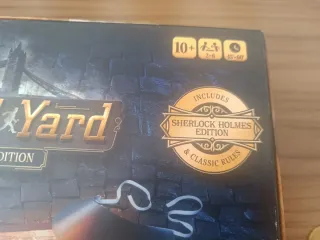 10+
Yard
EDITION
INCLUDES
SHERLOCK HOLMES
EDITION
& CLASSIC RULES